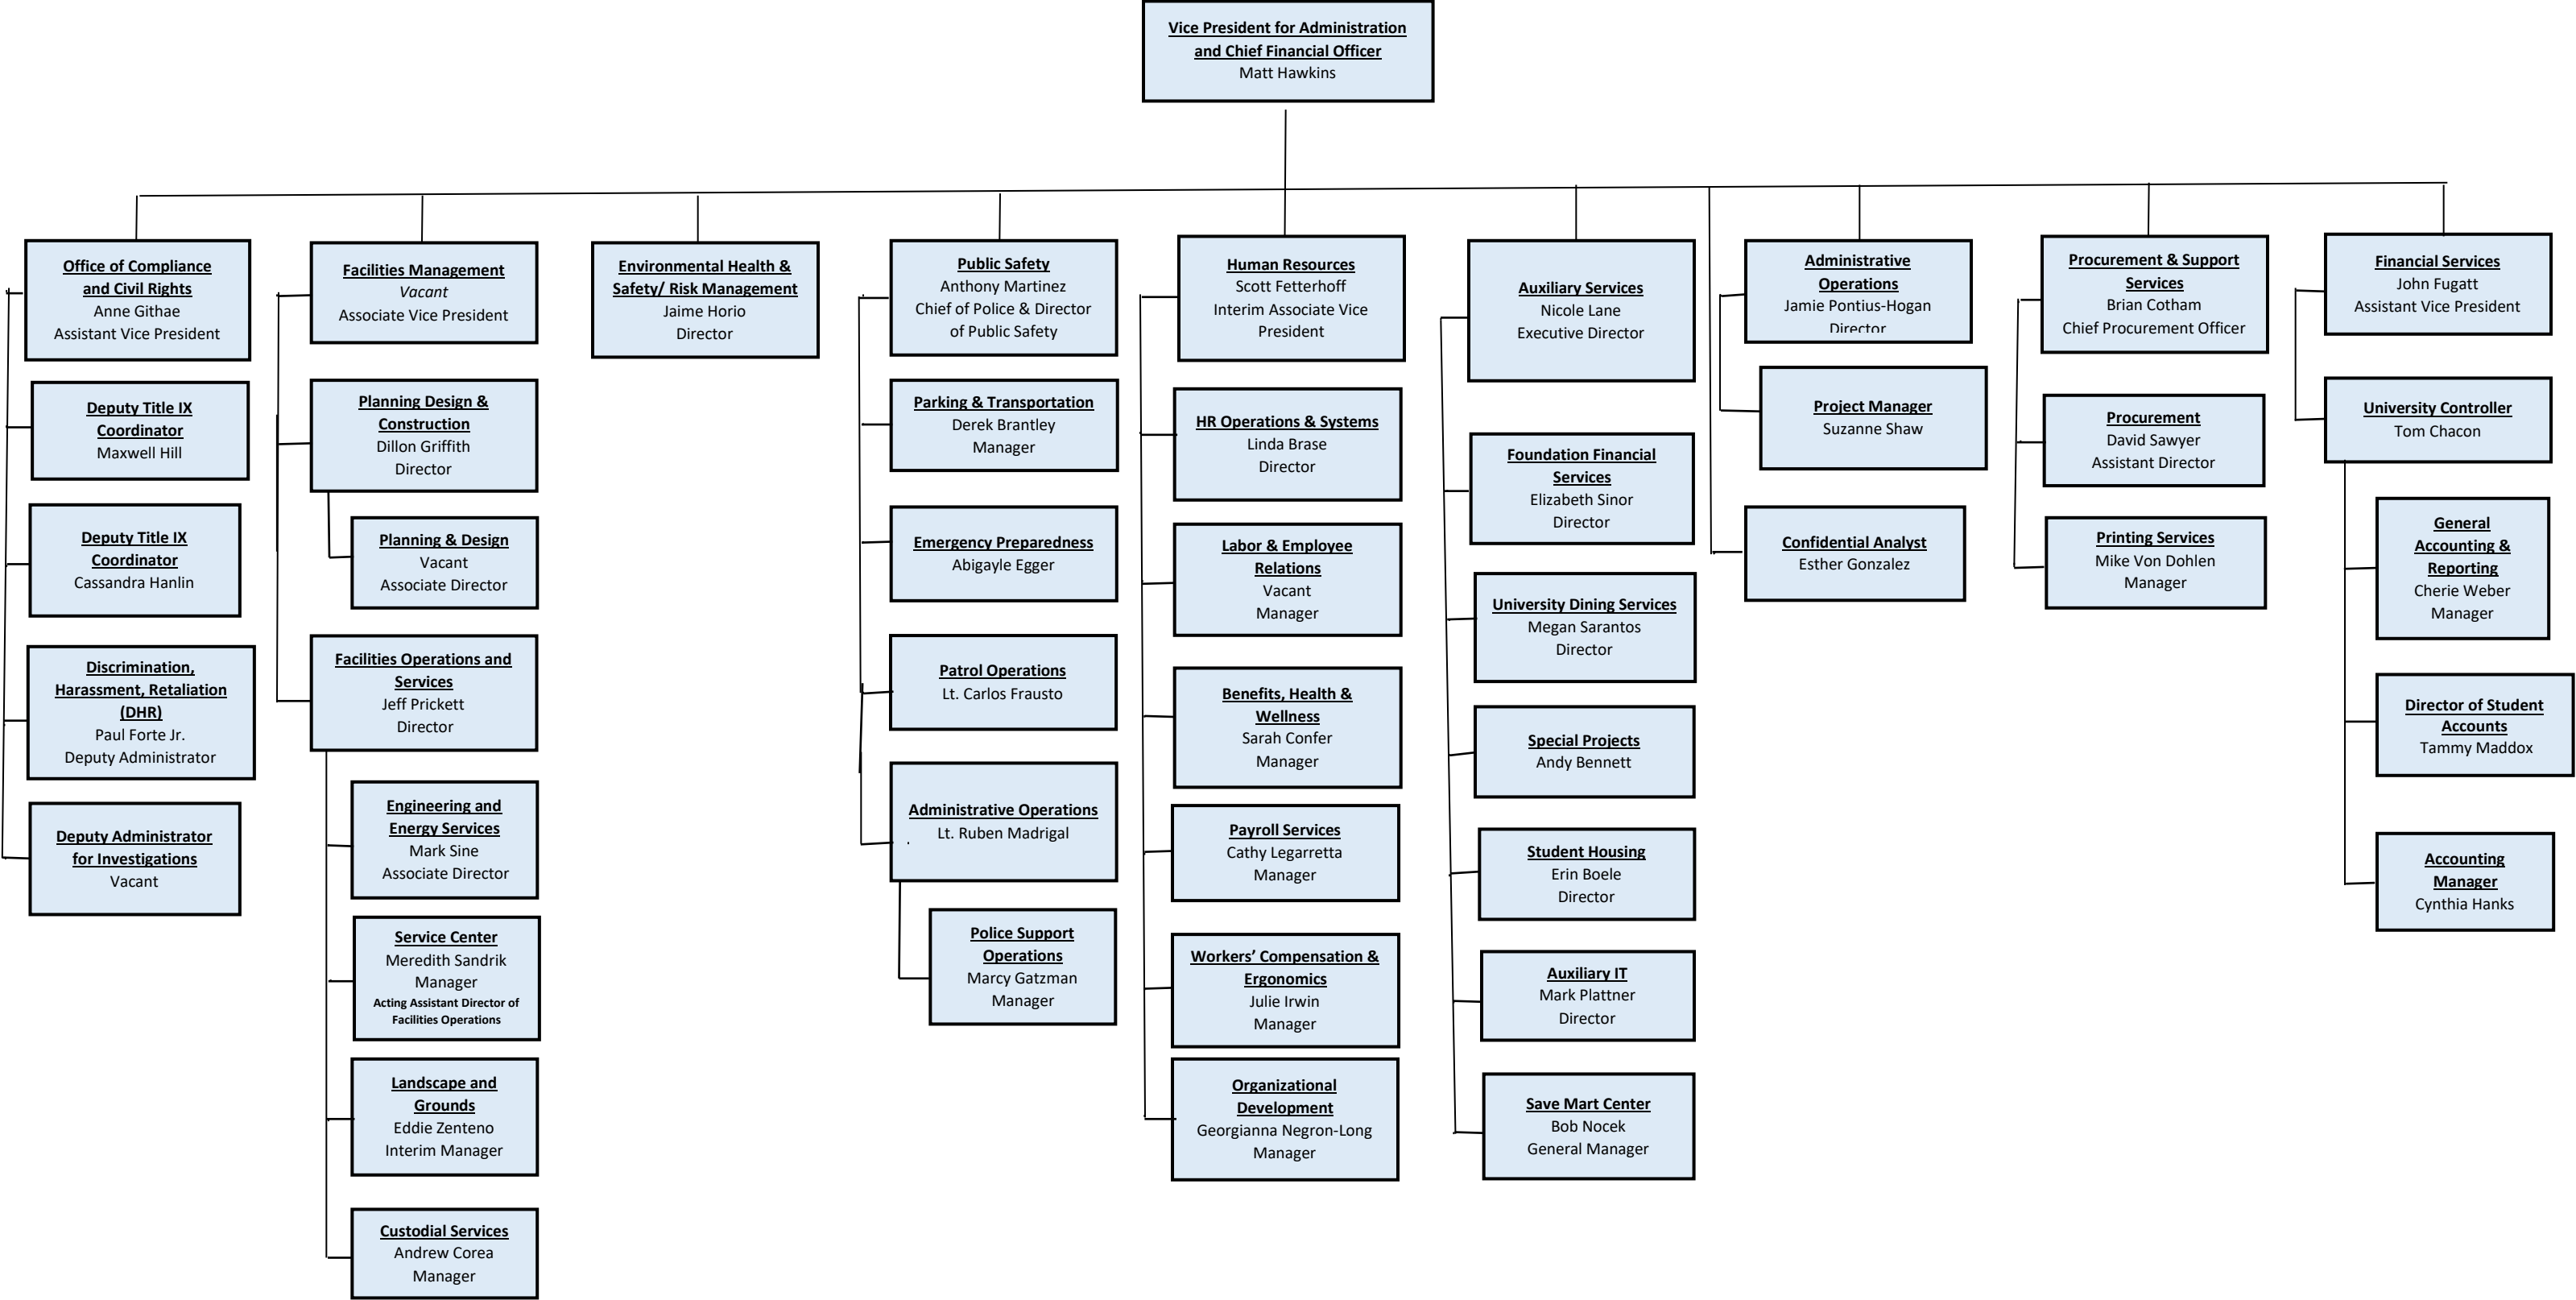 Vice President for Administration
and Chief Financial Officer
Matt Hawkins
Office of Compliance
and Civil Rights
Anne Githae
Assistant Vice President
Deputy Title IX
Coordinator
Maxwell Hill
Deputy Title IX
Coordinator
Cassandra Hanlin
Discrimination,
Harassment, Retaliation
(DHR)
Paul Forte Jr.
Deputy Administrator
Deputy Administrator
for Investigations
Vacant
Facilities Management
Vacant
Associate Vice President
Planning Design &
Construction
Dillon Griffith
Director
Planning & Design
Vacant
Associate Director
Facilities Operations and
Services
Jeff Prickett
Director
Engineering and
Energy Services
Mark Sine
Associate Director
Service Center
Meredith Sandrik
Manager
Acting Assistant Director of
Facilities Operations
Landscape and
Grounds
Eddie Zenteno
Interim Manager
Custodial Services
Andrew Corea
Manager
Environmental Health &
Safety/ Risk Management
Jaime Horio
Director
Public Safety
Anthony Martinez
Chief of Police & Director
of Public Safety
Parking & Transportation
Derek Brantley
Manager
Emergency Preparedness
Abigayle Egger
Patrol Operations
Lt. Carlos Frausto
Administrative Operations
Lt. Ruben Madrigal
Police Support
Operations
Marcy Gatzman
Manager
Human Resources
Scott Fetterhoff
Interim Associate Vice
President
HR Operations & Systems
Linda Brase
Director
Labor & Employee
Relations
Vacant
Manager
Benefits, Health &
Wellness
Sarah Confer
Manager
Payroll Services
Cathy Legarretta
Manager
Workers’ Compensation &
Ergonomics
Julie Irwin
Manager
Organizational
Development
Georgianna Negron-Long
Manager
Auxiliary Services
Nicole Lane
Executive Director
Foundation Financial
Services
Elizabeth Sinor
Director
University Dining Services
Megan Sarantos
Director
Special Projects
Andy Bennett
Student Housing
Erin Boele
Director
Auxiliary IT
Mark Plattner
Director
Save Mart Center
Bob Nocek
General Manager
Administrative
Operations
Jamie Pontius-Hogan
Director
Project Manager
Suzanne Shaw
Confidential Analyst
Esther Gonzalez
Procurement & Support
Services
Brian Cotham
Chief Procurement Officer
Procurement
David Sawyer
Assistant Director
Printing Services
Mike Von Dohlen
Manager
Financial Services
John Fugatt
Assistant Vice President
University Controller
Tom Chacon
General
Accounting &
Reporting
Cherie Weber
Manager
Director of Student
Accounts
Tammy Maddox
Accounting
Manager
Cynthia Hanks